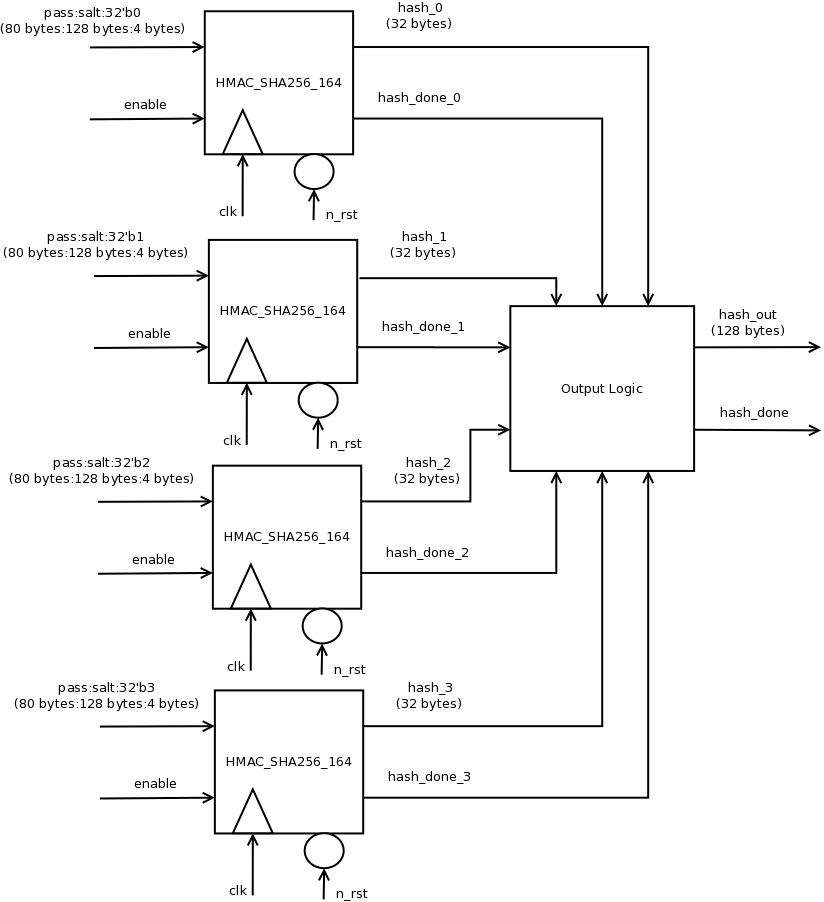 pass:salt:32'b0
(80 bytes:128 bytes:4 bytes)
enable
HMAC_SHA256_164
clk
n_rst
hash_0
(32 bytes)
hash_done_0
pass:salt:32'b1
(80 bytes:128 bytes:4 bytes)
enable
HMAC_SHA256_164
clk
n_rst
hash_1
(32 bytes)
hash_done_1
pass:salt:32'b2
(80 bytes:128 bytes:4 bytes)
enable
HMAC_SHA256_164
clk
n_rst
hash_2
(32 bytes)
hash_done_2
pass:salt:32'b3
(80 bytes:128 bytes:4 bytes)
enable
HMAC_SHA256_164
clk
n_rst
hash_3
(32 bytes)
hash_done_3
Output Logic
hash_out
(128 bytes)
hash_done